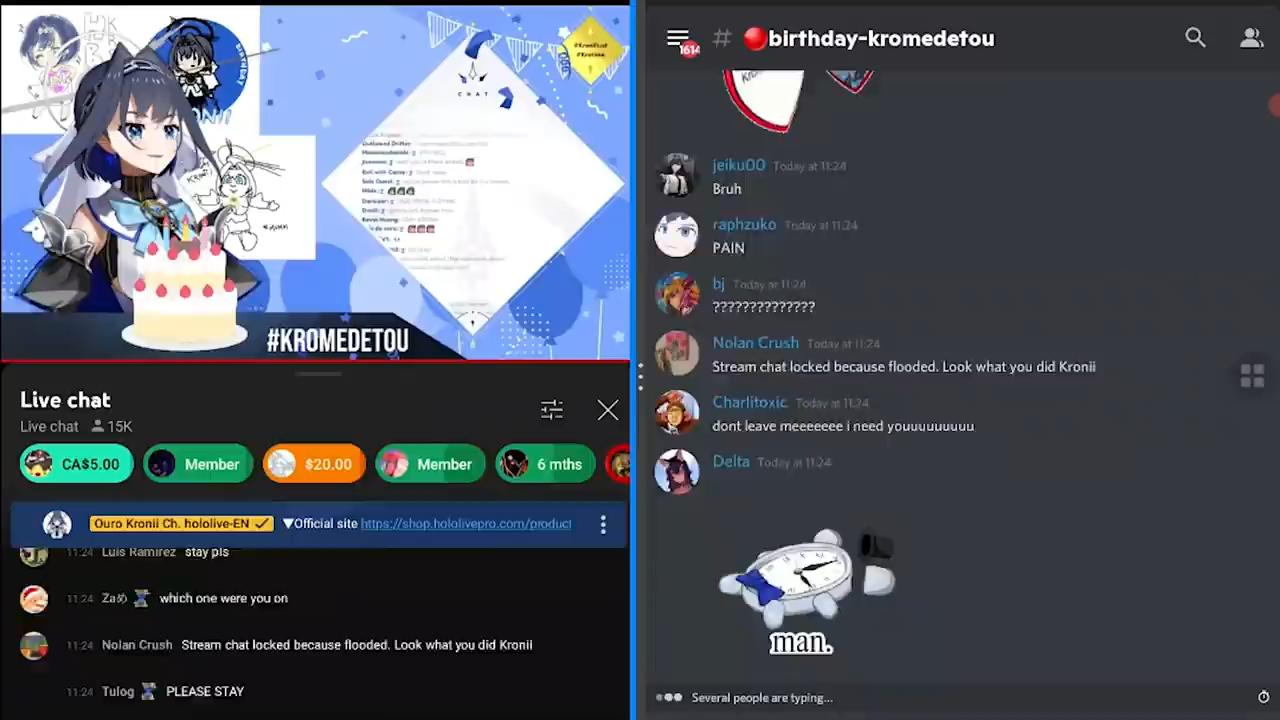 CHAT
#KROMEDETOU
Live chat
Live chat 15K
CA$5.00 Member $20.00 Member 6 mths
Ouro Kronii Ch. hololive-EN ▼Official site https://shop.hololivepro.com/product
11:24 Luis Ramirez stay pls
11:24 Zaめ which one were you on
11:24 Nolan Crush Stream chat locked because flooded. Look what you did Kronii
11:24 Tulog PLEASE STAY
1614 # 🔴birthday-kromedetou
jeiku00 Today at 11:24
Bruh
raphzuko Today at 11:24
PAIN
bj Today at 11:24
??????????????
Nolan Crush Today at 11:24
Stream chat locked because flooded. Look what you did Kronii
Charlitoxic Today at 11:24
dont leave meeeeeee i need youuuuuuuuu
Delta Today at 11:24
man.
Several people are typing...